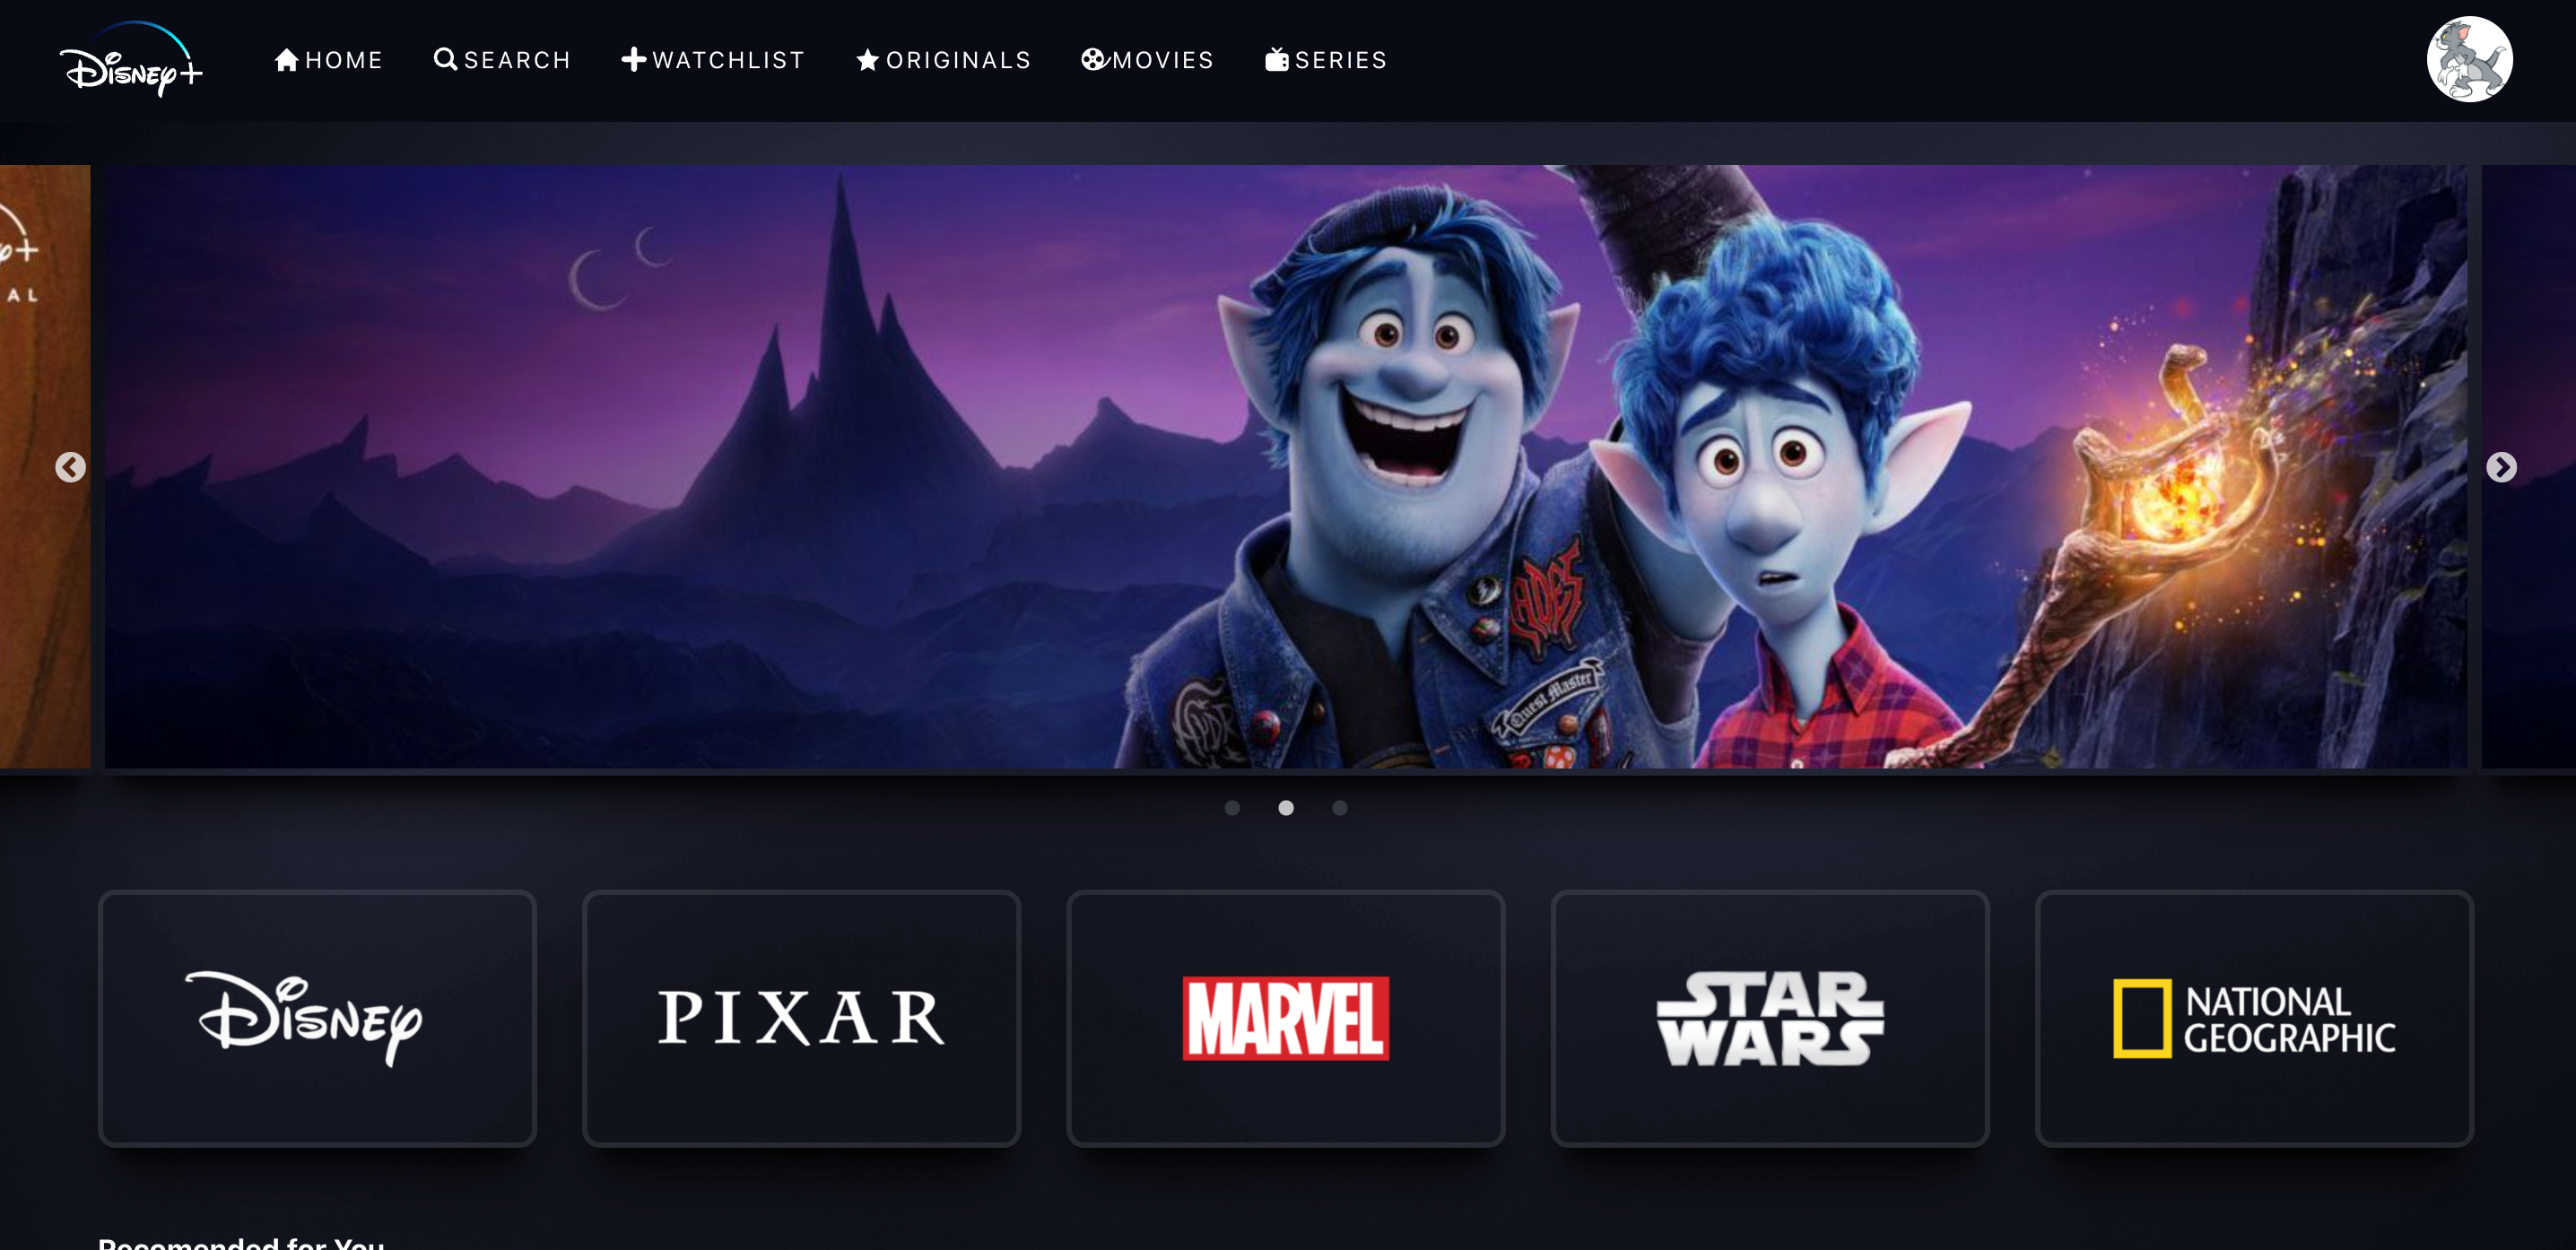 Disney+
HOME
SEARCH
WATCHLIST
ORIGINALS
MOVIES
SERIES
AL
Quest Master
Disney
PIXAR
MARVEL
STAR
WARS
NATIONAL
GEOGRAPHIC
Recomended for You